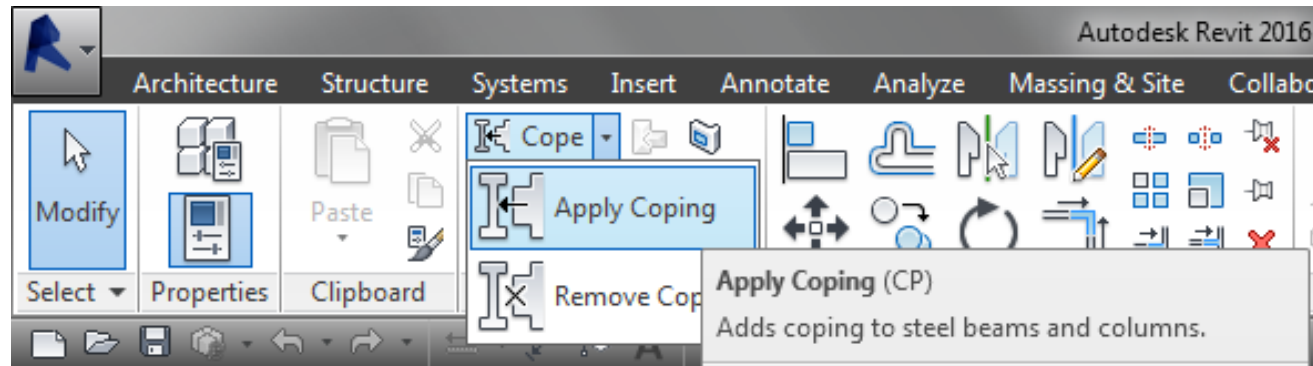 Autodesk Revit 2016
Architecture Structure Systems Insert Annotate Analyze Massing & Site
Cope
Modify Paste Apply Coping
Select Properties Clipboard Remove
Apply Coping (CP)
Adds coping to steel beams and columns.